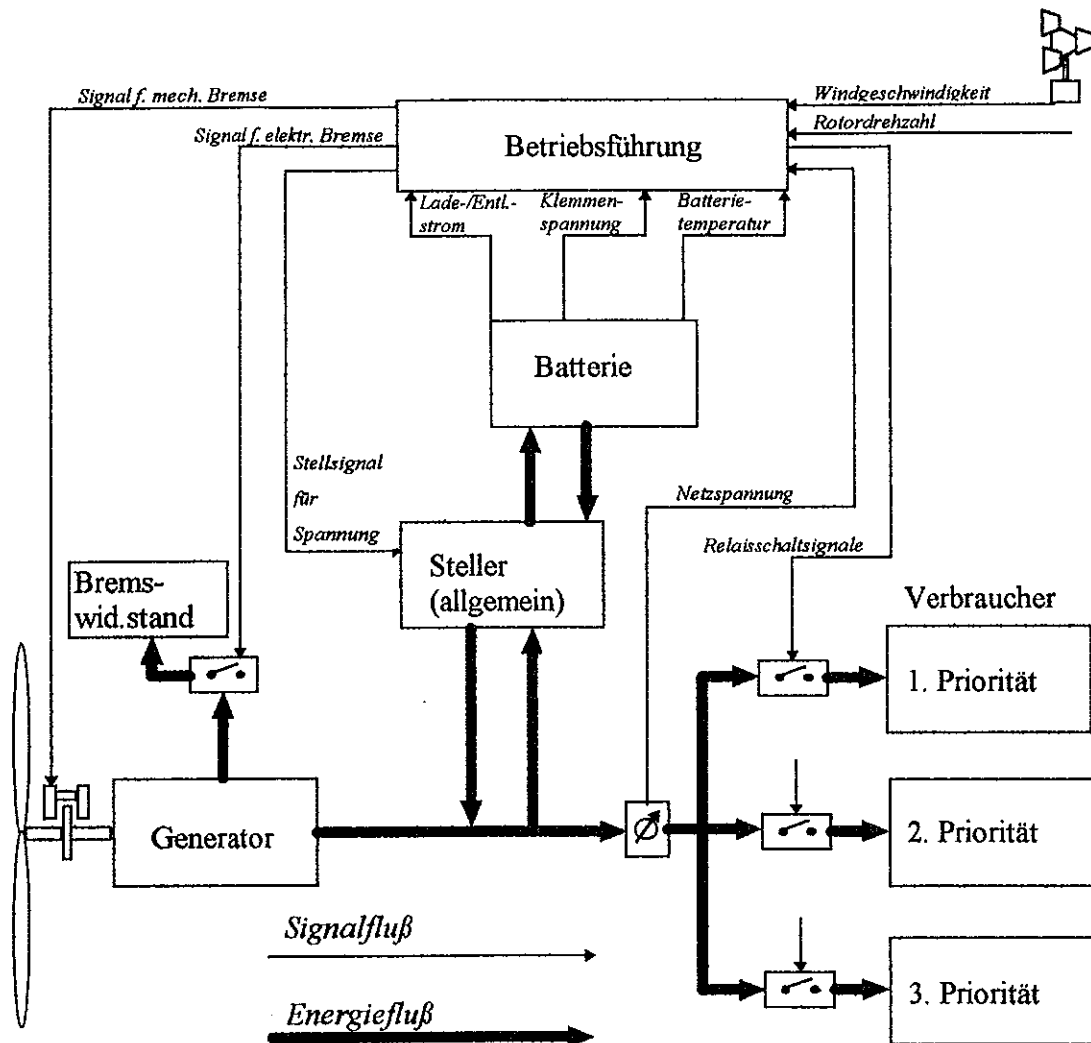 Signal f. mech. Bremse
Windgeschwindigkeit
Rotordrehzahl
Signal f. elektr. Bremse
Betriebsführung
Lade-/Entl.-
strom
Klemmen-
spannung
Batterie-
temperatur
Batterie
Stellsignal
für
Spannung
Netzspannung
Relaisschaltsignale
Steller
(allgemein)
Brems-
wid.stand
Verbraucher
1. Priorität
Generator
2. Priorität
Signalfluß
3. Priorität
Energiefluß